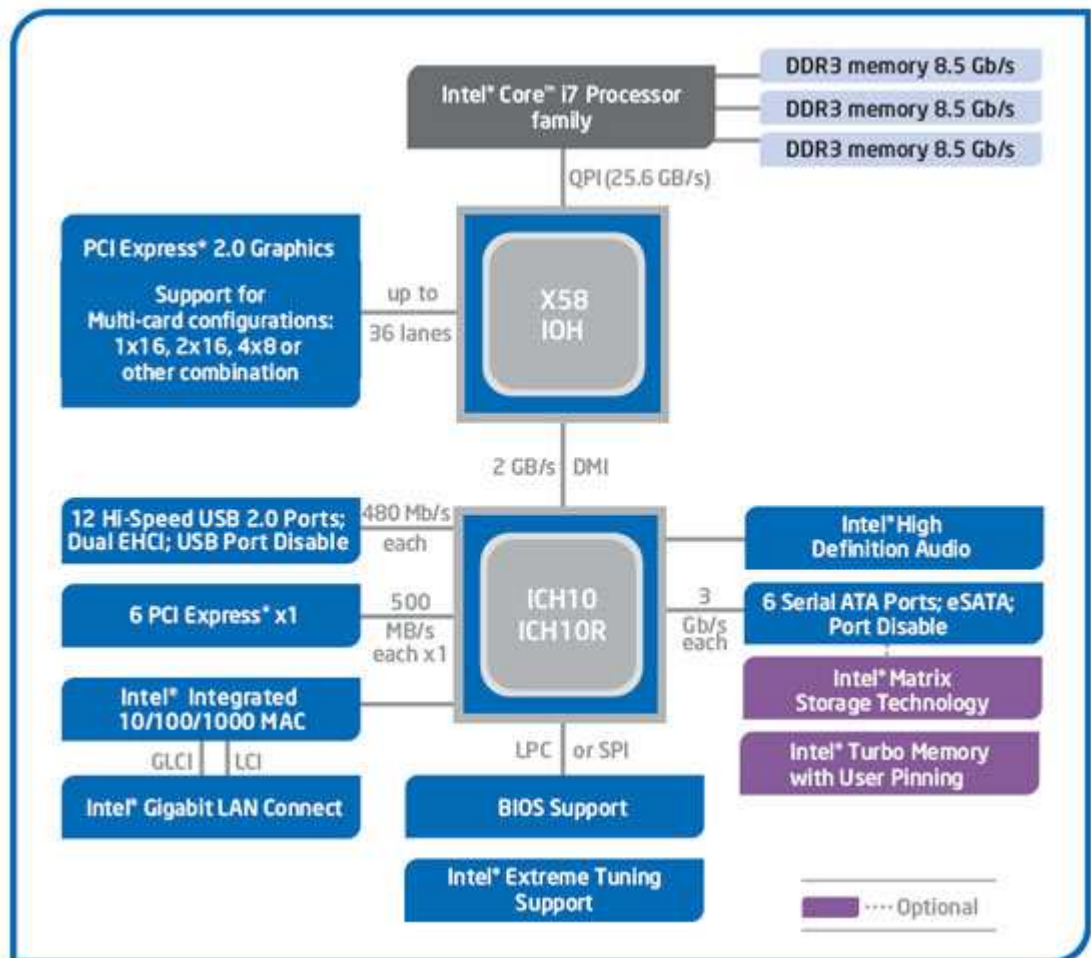 Intel® Core™ i7 Processor
family
DDR3 memory 8.5 Gb/s
DDR3 memory 8.5 Gb/s
DDR3 memory 8.5 Gb/s
QPI (25.6 GB/s)
PCI Express* 2.0 Graphics
Support for
Multi-card configurations:
1x16, 2x16, 4x8 or
other combination
up to
36 lanes
X58
IOH
2 GB/s DMI
12 Hi-Speed USB 2.0 Ports;
Dual EHCI; USB Port Disable
480 Mb/s
each
Intel® High
Definition Audio
6 PCI Express* x1
500
MB/s
each x1
ICH10
ICH10R
3
Gb/s
each
6 Serial ATA Ports; eSATA;
Port Disable
Intel® Matrix
Storage Technology
Intel® Integrated
10/100/1000 MAC
GLCI LCI
Intel® Gigabit LAN Connect
LPC or SPI
BIOS Support
Intel® Turbo Memory
with User Pinning
Intel® Extreme Tuning
Support
Optional